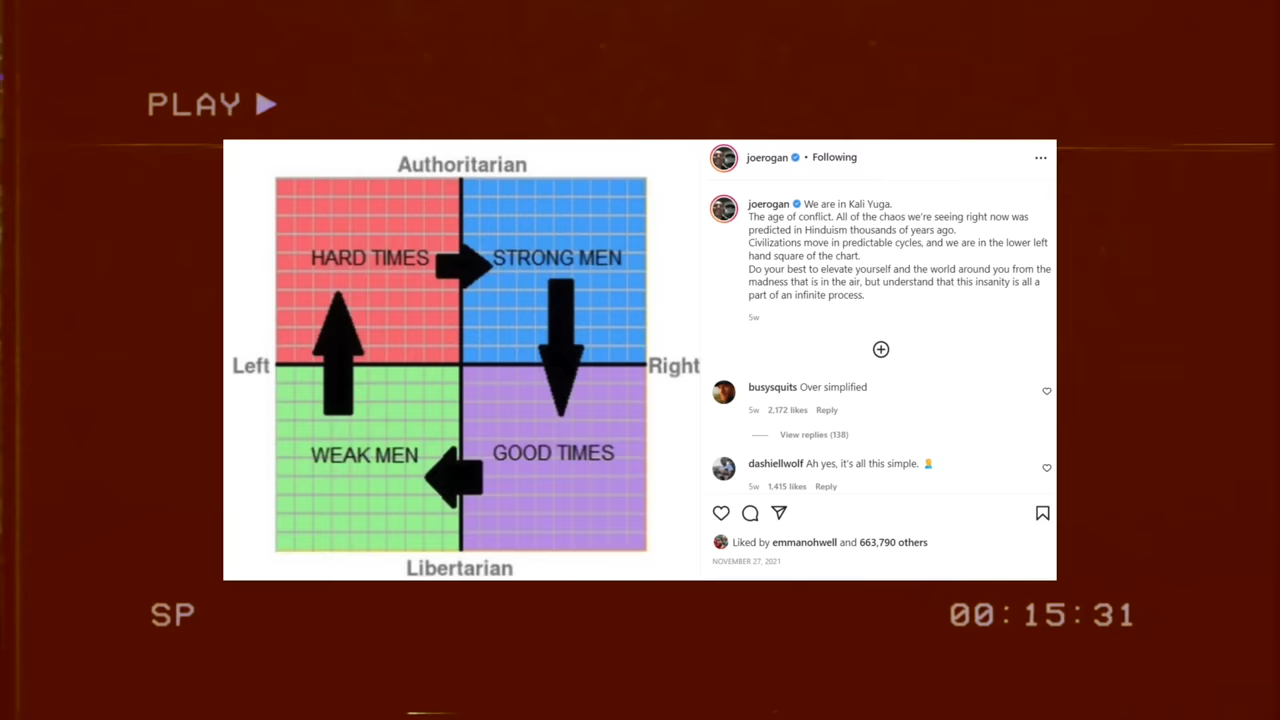 PLAY
Authoritarian
HARD TIMES
STRONG MEN
Left
Right
WEAK MEN
GOOD TIMES
Libertarian
joerogan • Following
joerogan We are in Kali Yuga.
The age of conflict. All of the chaos we're seeing right now was
predicted in Hinduism thousands of years ago.
Civilizations move in predictable cycles, and we are in the lower left
hand square of the chart.
Do your best to elevate yourself and the world around you from the
madness that is in the air, but understand that this insanity is all a
part of an infinite process.
5w
busysquits Over simplified
5w 2,172 likes Reply
View replies (138)
dashiellwolf Ah yes, it's all this simple. 🤦‍♂️
5w 1,415 likes Reply
Liked by emmanohwell and 663,790 others
NOVEMBER 27, 2021
SP
00:15:31